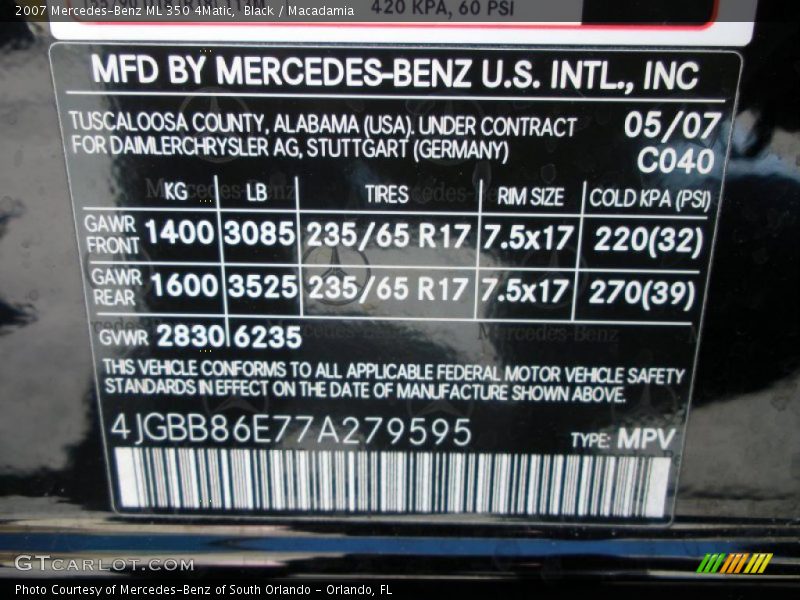 2007 Mercedes-Benz ML 350 4Matic, Black / Macadamia
420 KPA, 60 PSI
MFD BY MERCEDES-BENZ U.S. INTL., INC
TUSCALOOSA COUNTY, ALABAMA (USA). UNDER CONTRACT 05/07
FOR DAIMLERCHRYSLER AG, STUTTGART (GERMANY) C040
KG LB TIRES RIM SIZE COLD KPA (PSI)
GAWR FRONT 1400 3085 235/65 R17 7.5x17 220(32)
GAWR REAR 1600 3525 235/65 R17 7.5x17 270(39)
GVWR 2830 6235
THIS VEHICLE CONFORMS TO ALL APPLICABLE FEDERAL MOTOR VEHICLE SAFETY
STANDARDS IN EFFECT ON THE DATE OF MANUFACTURE SHOWN ABOVE.
4JGBB86E77A279595 TYPE: MPV
GTCARLOT.COM
Photo Courtesy of Mercedes-Benz of South Orlando - Orlando, FL